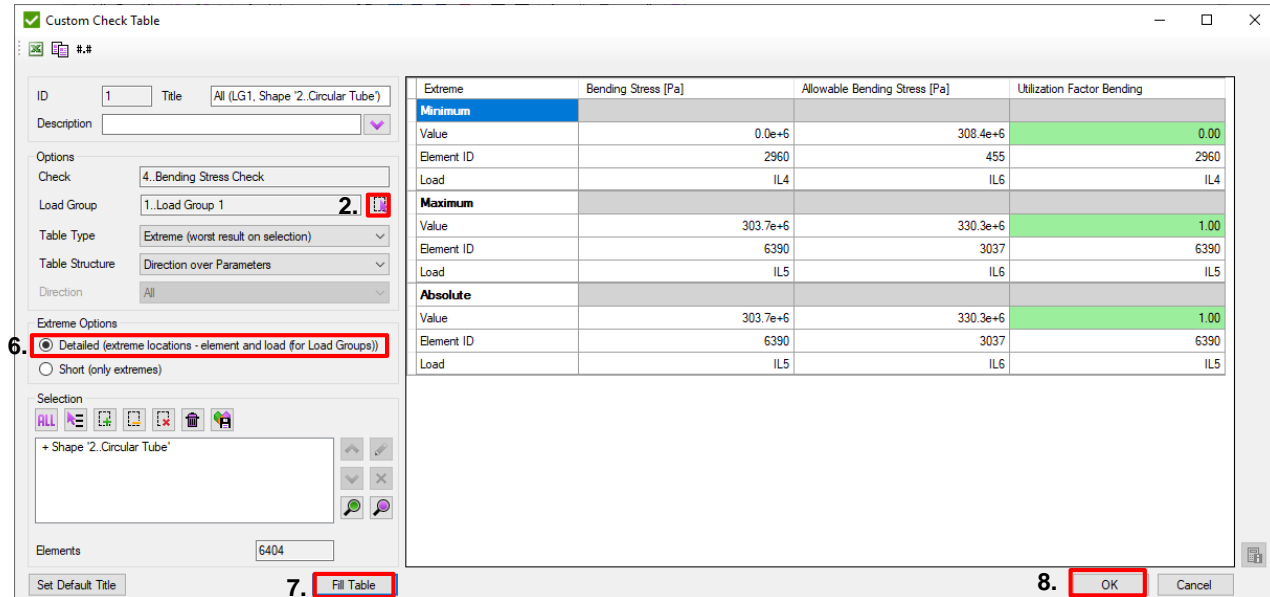 Custom Check Table
#.#
ID 1 Title All (LG1, Shape '2..Circular Tube')
Description
Options
Check 4..Bending Stress Check
Load Group 1..Load Group 1 2.
Table Type Extreme (worst result on selection)
Table Structure Direction over Parameters
Direction All
Extreme Options
6. Detailed (extreme locations - element and load (for Load Groups))
Short (only extremes)
Selection
ALL
+ Shape '2..Circular Tube'
Elements 6404
Set Default Title 7. Fill Table
Extreme Bending Stress [Pa] Allowable Bending Stress [Pa] Utilization Factor Bending
Minimum
Value 0.0e+6 308.4e+6 0.00
Element ID 2960 455 2960
Load IL4 IL6 IL4
Maximum
Value 303.7e+6 330.3e+6 1.00
Element ID 6390 3037 6390
Load IL5 IL6 IL5
Absolute
Value 303.7e+6 330.3e+6 1.00
Element ID 6390 3037 6390
Load IL5 IL6 IL5
8. OK Cancel